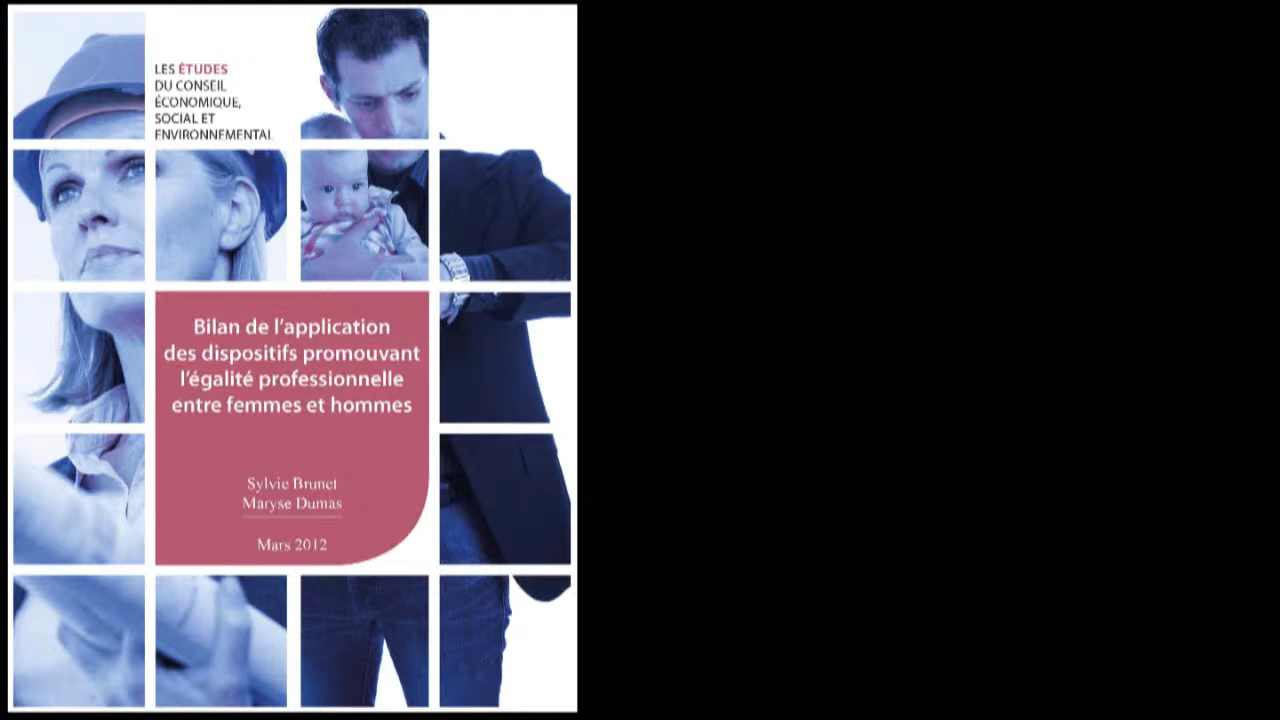 LES ÉTUDES
DU CONSEIL
ÉCONOMIQUE,
SOCIAL ET
ENVIRONNEMENTAL
Bilan de l'application
des dispositifs promouvant
l'égalité professionnelle
entre femmes et hommes
Sylvie Brunet
Maryse Dumas
Mars 2012